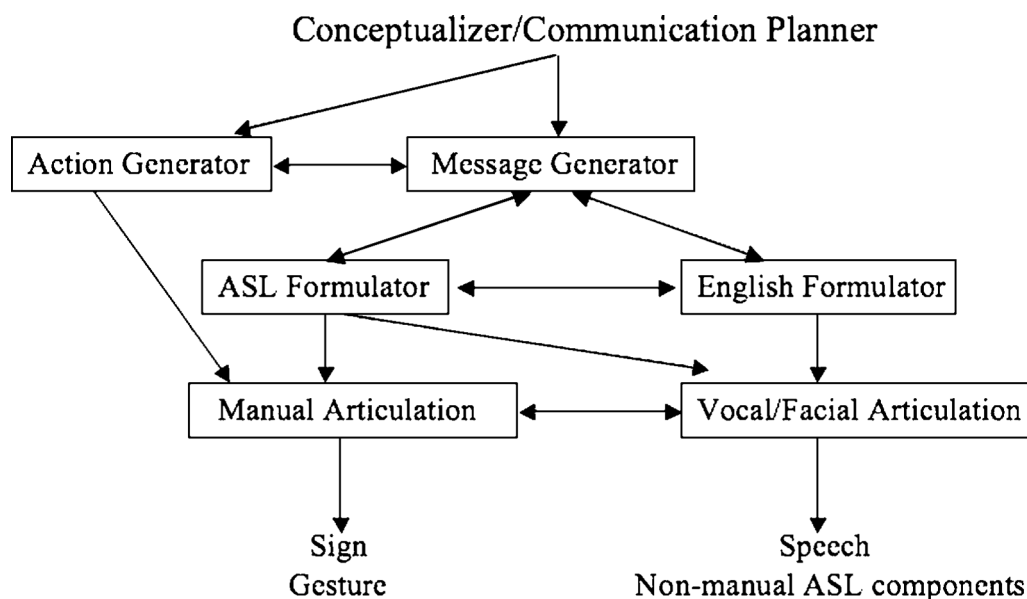 Conceptualizer/Communication Planner
Action Generator
Message Generator
ASL Formulator
English Formulator
Manual Articulation
Vocal/Facial Articulation
Sign
Gesture
Speech
Non-manual ASL components